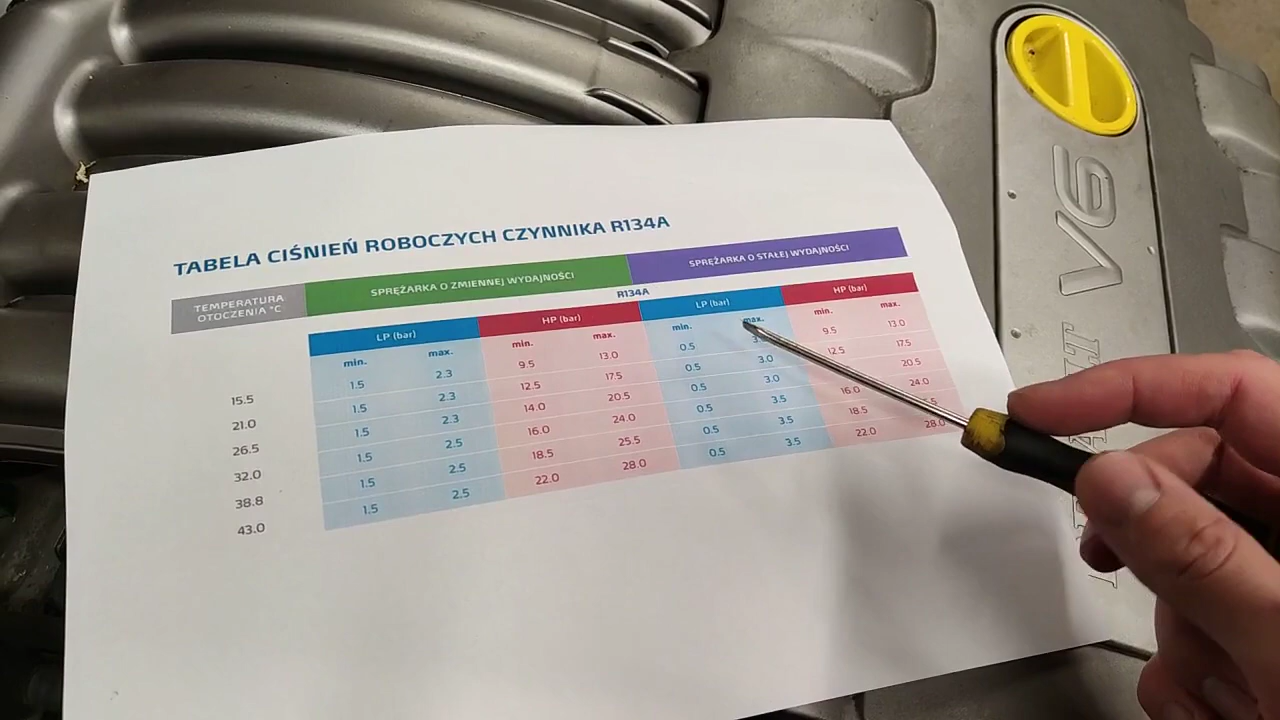 TABELA CIŚNIEŃ ROBOCZYCH CZYNNIKA R134A
TEMPERATURA OTOCZENIA °C SPRĘŻARKA O ZMIENNEJ WYDAJNOŚCI SPRĘŻARKA O STAŁEJ WYDAJNOŚCI
R134A
LP (bar) HP (bar) LP (bar) HP (bar)
min. max. min. max. min. max. min. max.
15.5 1.5 2.3 9.5 13.0 0.5 9.5 13.0
21.0 1.5 2.3 12.5 17.5 0.5 3.0 12.5 17.5
26.5 1.5 2.3 14.0 20.5 0.5 3.0 20.5
32.0 1.5 2.5 16.0 24.0 0.5 3.5 16.0 24.0
38.8 1.5 2.5 18.5 25.5 0.5 3.5 18.5
43.0 1.5 2.5 22.0 28.0 0.5 3.5 22.0 28.0
V6